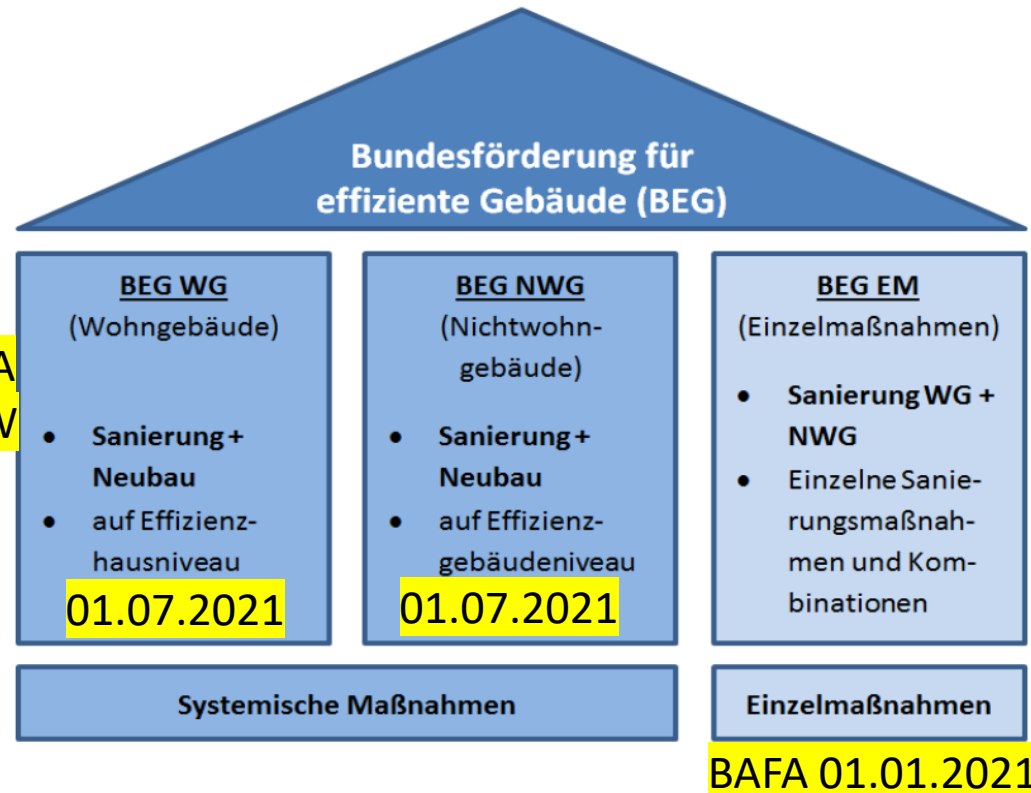 Bundesförderung für
effiziente Gebäude (BEG)
BEG WG
(Wohngebäude)
• Sanierung +
Neubau
• auf Effizienz-
hausniveau
01.07.2021
BEG NWG
(Nichtwohn-
gebäude)
• Sanierung +
Neubau
• auf Effizienz-
gebäudeniveau
01.07.2021
BEG EM
(Einzelmaßnahmen)
• Sanierung WG +
NWG
• Einzelne Sanie-
rungsmaßnah-
men und Kom-
binationen
Systemische Maßnahmen
Einzelmaßnahmen
BAFA 01.01.2021